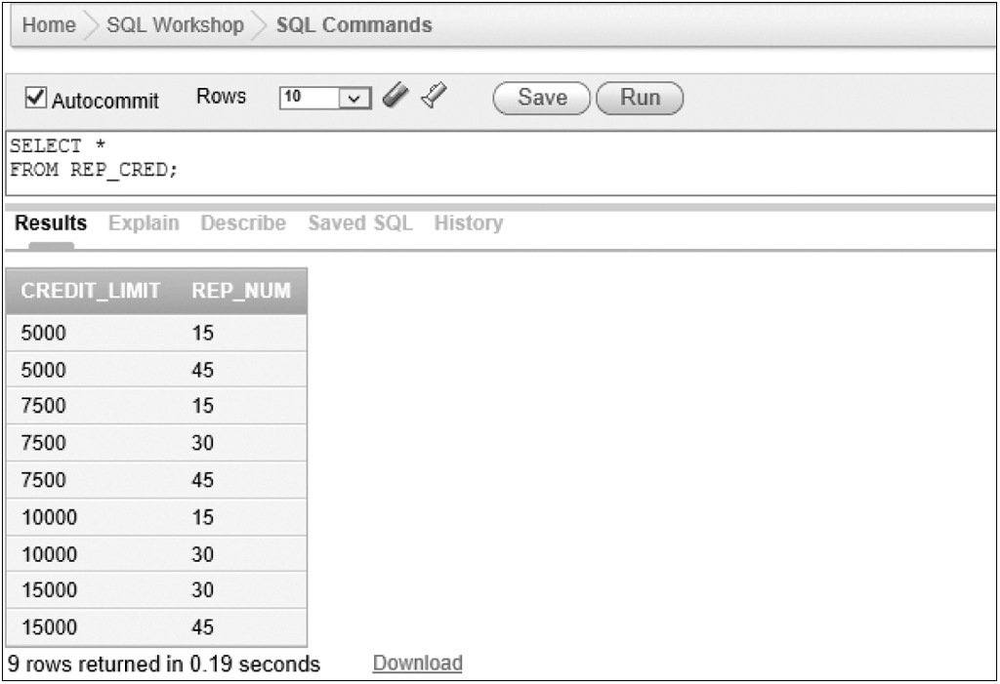 Home SQL Workshop SQL Commands
Autocommit Rows 10 Save Run
SELECT *
FROM REP_CRED;
Results Explain Describe Saved SQL History
CREDIT_LIMIT REP_NUM
5000 15
5000 45
7500 15
7500 30
7500 45
10000 15
10000 30
15000 30
15000 45
9 rows returned in 0.19 seconds Download